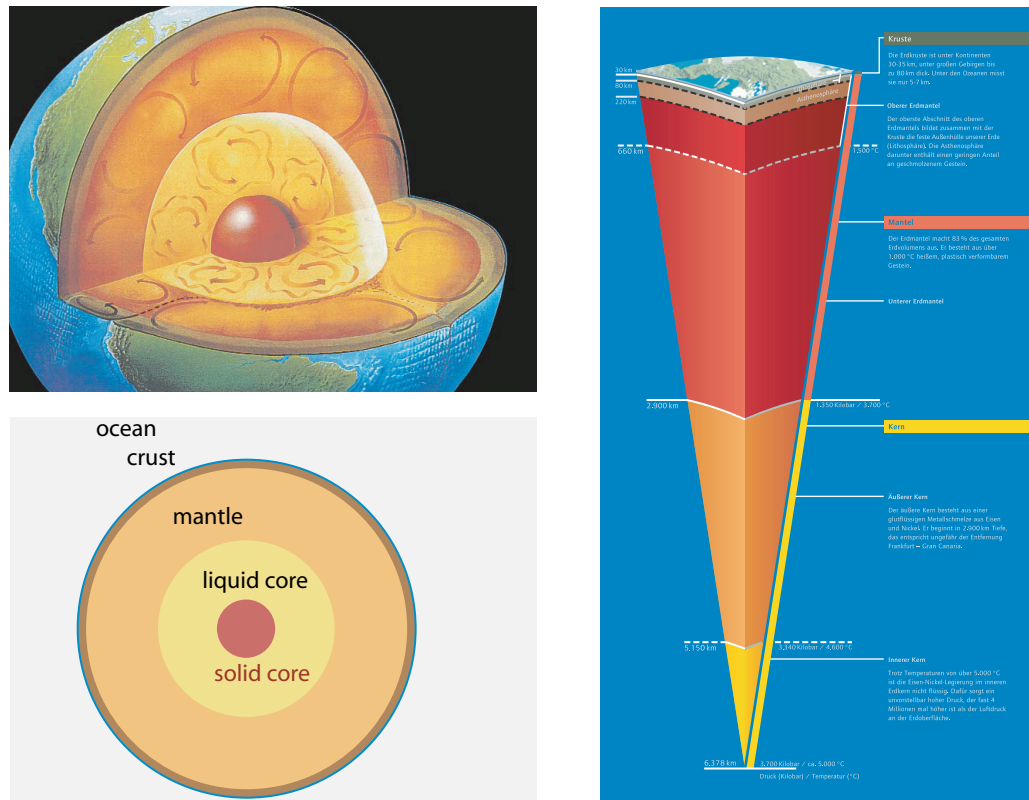 ocean
crust
mantle
liquid core
solid core
Kruste
Die Erdkruste ist unter Kontinenten
30-35 km, unter großen Gebirgen bis
zu 80 km dick. Unter den Ozeanen misst
sie nur 5-7 km.
30 km
80 km
220 km
Asthenosphäre
Oberer Erdmantel
Der oberste Abschnitt des oberen
Erdmantels bildet zusammen mit der
Kruste die feste Außenhülle unserer Erde
(Lithosphäre). Die Asthenosphäre
darunter enthält einen geringen Anteil
an geschmolzenem Gestein.
660 km
1.500 °C
Mantel
Der Erdmantel macht 83 % des gesamten
Erdvolumens aus. Er besteht aus über
1.000 °C heißem, plastisch verformbarem
Gestein.
Unterer Erdmantel
2.900 km
1.350 Kilobar / 3.700 °C
Kern
Äußerer Kern
Der äußere Kern besteht aus einer
glutflüssigen Metallschmelze aus Eisen
und Nickel. Er beginnt in 2.900 km Tiefe,
das entspricht ungefähr der Entfernung
Frankfurt – Gran Canaria.
5.150 km
3.340 Kilobar / 4.600 °C
Innerer Kern
Trotz Temperaturen von über 5.000 °C
ist die Eisen-Nickel-Legierung im inneren
Erdkern nicht flüssig. Dafür sorgt ein
unvorstellbar hoher Druck, der fast 4
Millionen mal höher ist als der Luftdruck
an der Erdoberfläche.
6.378 km
3.700 Kilobar / ca. 5.000 °C
Druck (Kilobar) / Temperatur (°C)